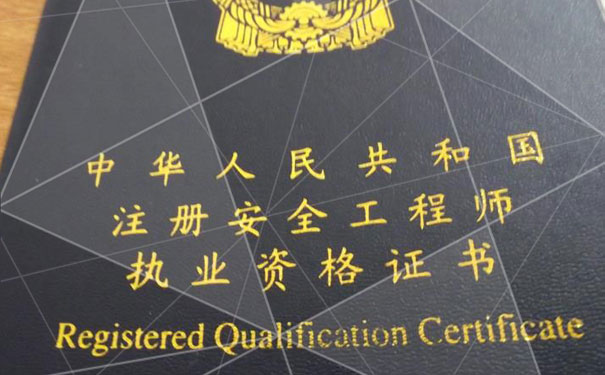 中华人民共和国
注册安全工程师
执业资格证书
Registered Qualification Certificate